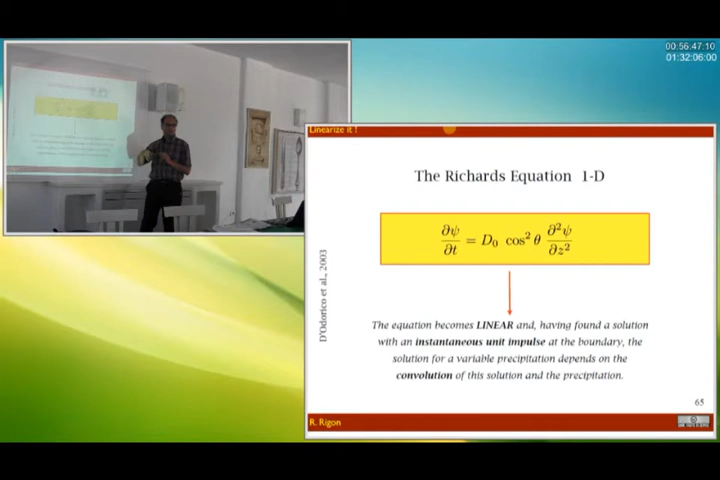 00:56:47:10
01:32:06:00
Linearize it !
The Richards Equation 1-D
∂ψ/∂t = D₀ cos² θ ∂²ψ/∂z²
D'Odorico et al., 2003
The equation becomes LINEAR and, having found a solution
with an instantaneous unit impulse at the boundary, the
solution for a variable precipitation depends on the
convolution of this solution and the precipitation.
65
R. Rigon